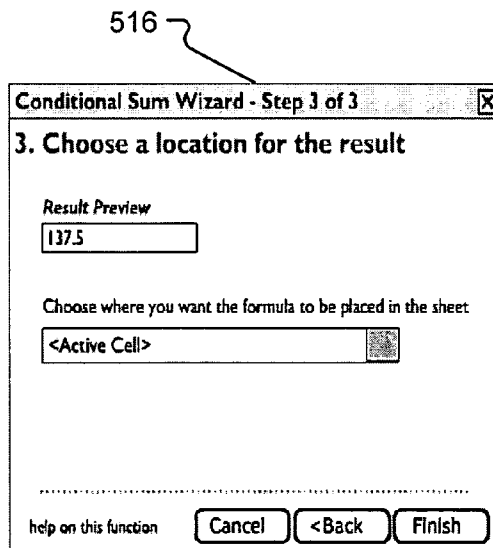 516
Conditional Sum Wizard - Step 3 of 3 X
3. Choose a location for the result
Result Preview
137.5
Choose where you want the formula to be placed in the sheet
<Active Cell>
help on this function Cancel <Back Finish